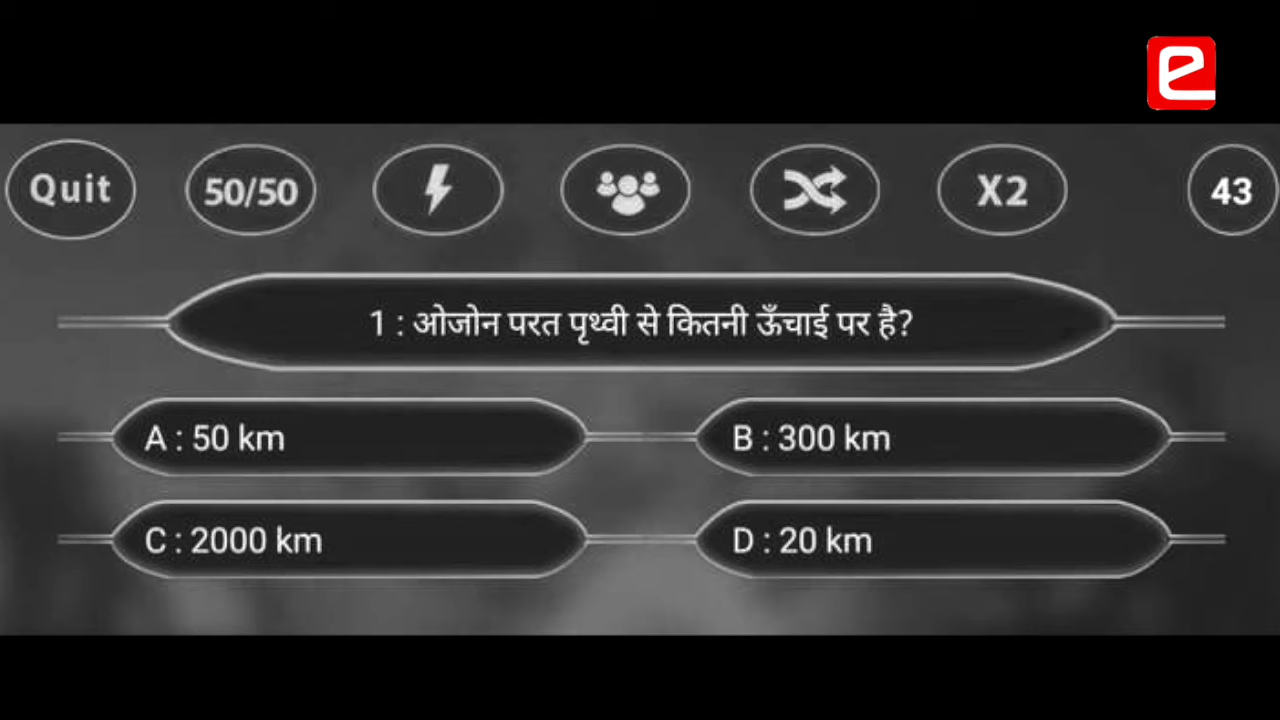 Quit 50/50 X2 43
1 : ओजोन परत पृथ्वी से कितनी ऊँचाई पर है?
A : 50 km B : 300 km
C : 2000 km D : 20 km